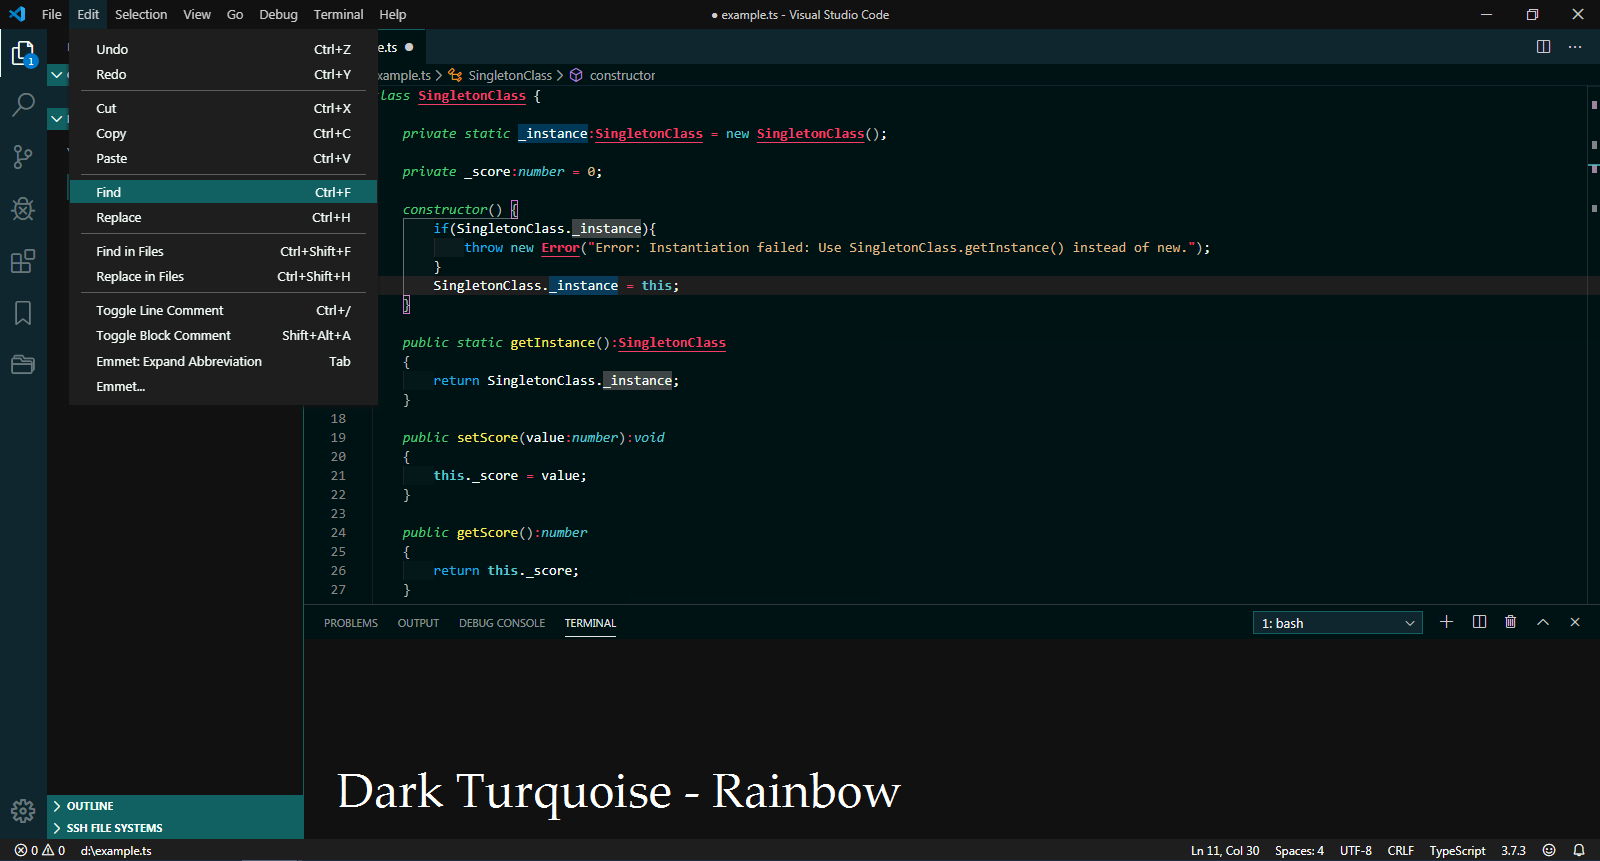 File Edit Selection View Go Debug Terminal Help
● example.ts - Visual Studio Code
1
Undo Ctrl+Z
Redo Ctrl+Y
Cut Ctrl+X
Copy Ctrl+C
Paste Ctrl+V
Find Ctrl+F
Replace Ctrl+H
Find in Files Ctrl+Shift+F
Replace in Files Ctrl+Shift+H
Toggle Line Comment Ctrl+/
Toggle Block Comment Shift+Alt+A
Emmet: Expand Abbreviation Tab
Emmet...
e.ts ●
xample.ts > SingletonClass > constructor
lass SingletonClass {
private static _instance:SingletonClass = new SingletonClass();
private _score:number = 0;
constructor() {
if(SingletonClass._instance){
throw new Error("Error: Instantiation failed: Use SingletonClass.getInstance() instead of new.");
}
SingletonClass._instance = this;
}
public static getInstance():SingletonClass
{
return SingletonClass._instance;
}
18
19 public setScore(value:number):void
20 {
21 this._score = value;
22 }
23
24 public getScore():number
25 {
26 return this._score;
27 }
PROBLEMS OUTPUT DEBUG CONSOLE TERMINAL
1: bash
Dark Turquoise - Rainbow
OUTLINE
SSH FILE SYSTEMS
0 0 d:\example.ts
Ln 11, Col 30 Spaces: 4 UTF-8 CRLF TypeScript 3.7.3